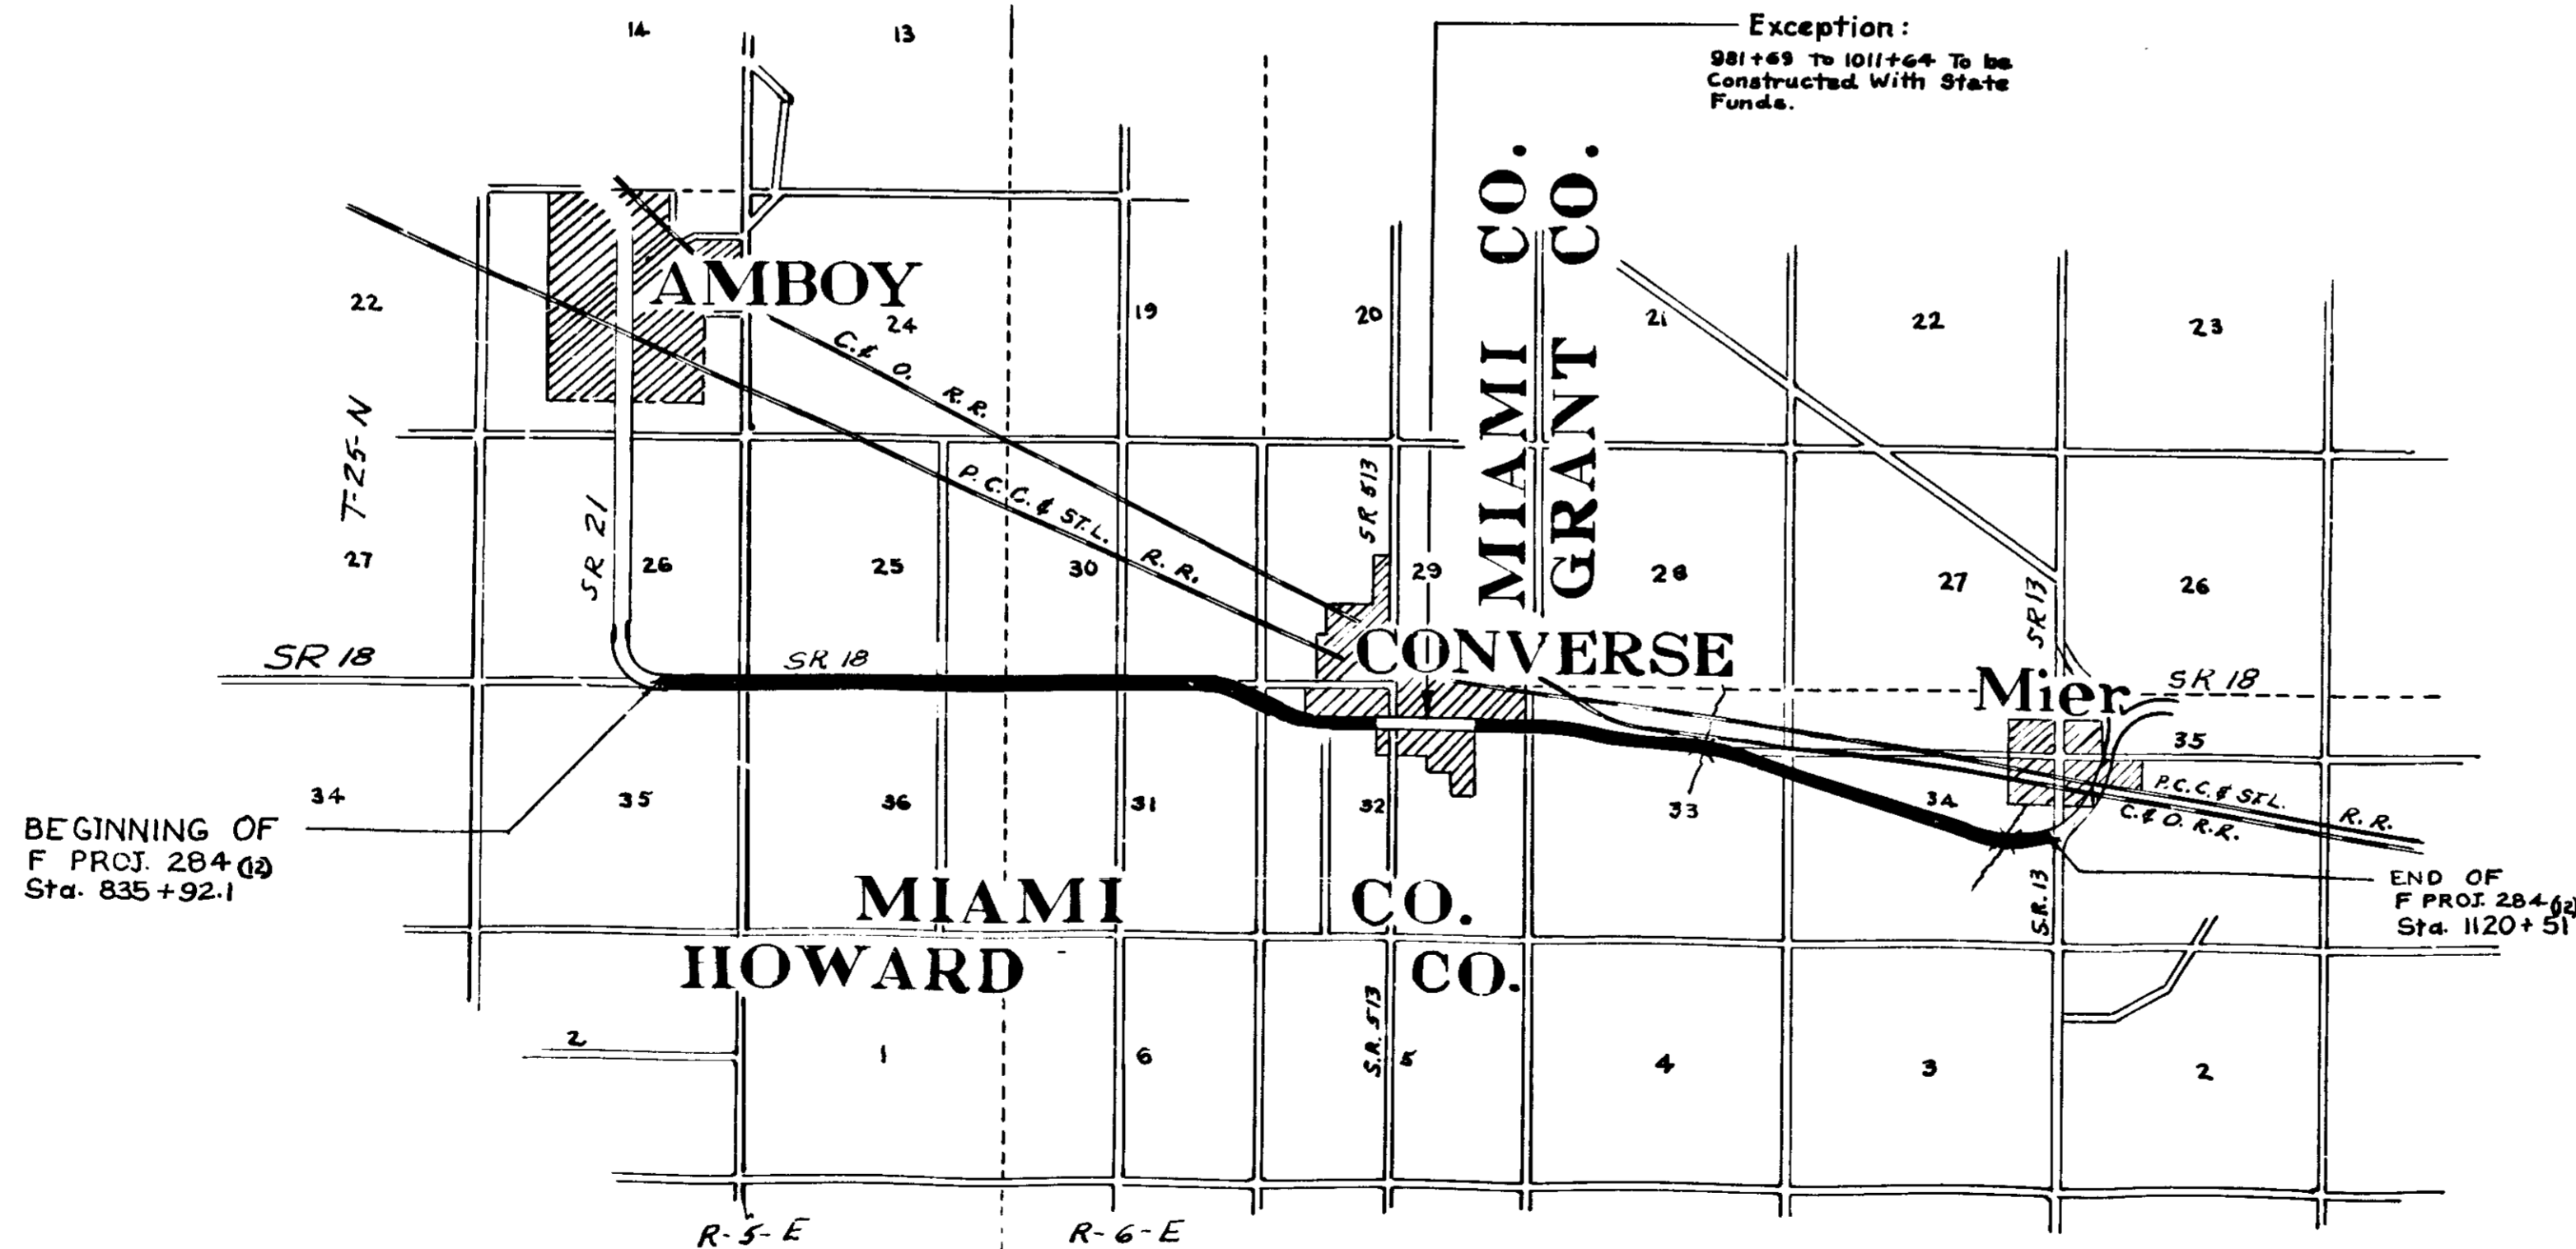 14
13
Exception:
981+69 To 1011+64 To be
Constructed With State
Funds.
MIAMI CO.
GRANT CO.
AMBOY
22
24
19
20
21
22
23
C. & O. R.R.
T-25-N
SR 21
P.C.C. & ST.L. R.R.
SR 513
27
26
25
30
29
28
27
26
SR 13
SR 18
SR 18
CONVERSE
Mier
SR 18
34
35
36
31
32
33
34
35
P.C.C. & ST.L. R.R.
C. & O. R.R.
BEGINNING OF
F PROJ. 284 (12)
Sta. 835+92.1
END OF
F PROJ. 284 (12)
Sta. 1120+51
S.R. 13
MIAMI CO.
HOWARD CO.
S.R. 513
2
1
6
5
4
3
2
R-5-E
R-6-E